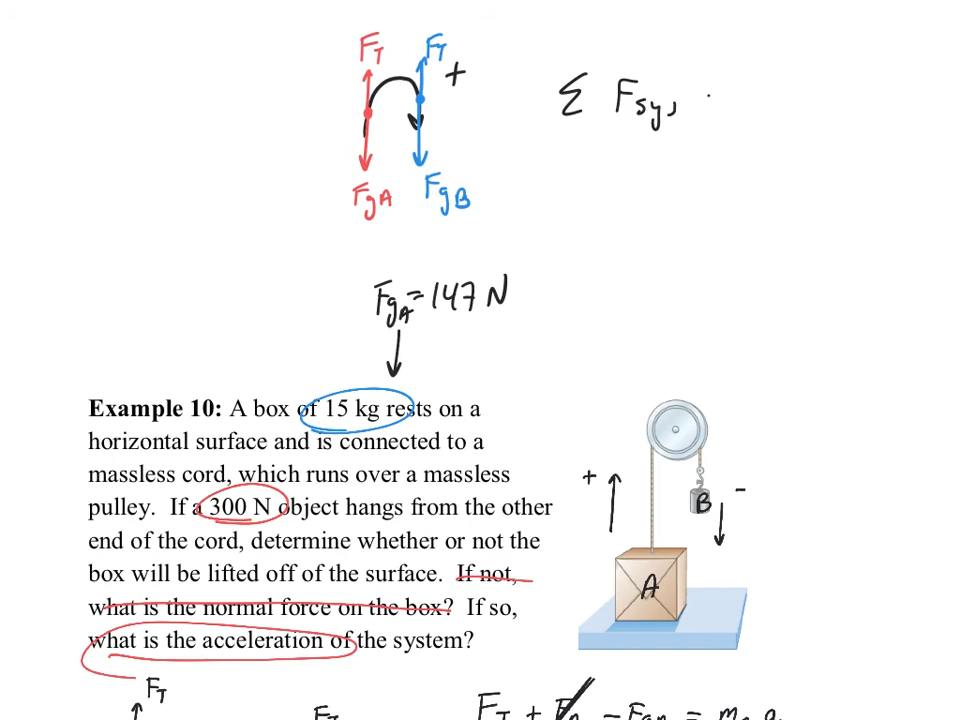 F_T F_T +
Σ F_sy,
F_gA F_gB
F_gA = 147 N
Example 10: A box of 15 kg rests on a
horizontal surface and is connected to a
massless cord, which runs over a massless
pulley. If a 300 N object hangs from the other
end of the cord, determine whether or not the
box will be lifted off of the surface. If not,
what is the normal force on the box? If so,
what is the acceleration of the system?
+ B -
A
F_T
F_T
F_T +